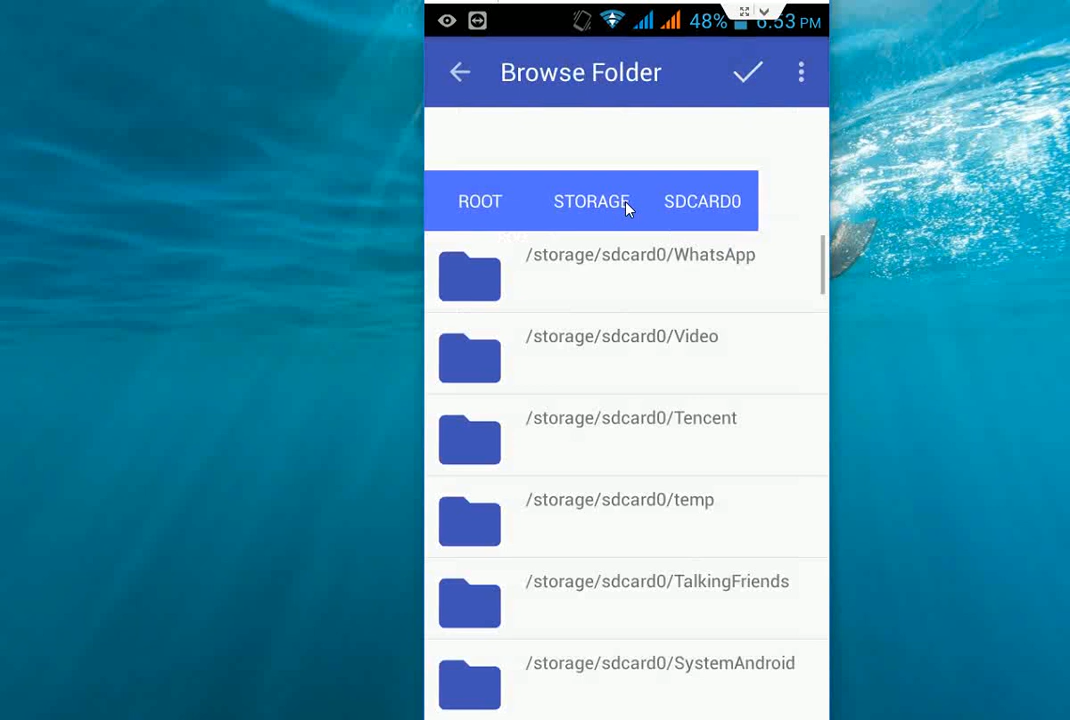 48% 6:53 PM
Browse Folder
ROOT STORAGE SDCARD0
/storage/sdcard0/WhatsApp
/storage/sdcard0/Video
/storage/sdcard0/Tencent
/storage/sdcard0/temp
/storage/sdcard0/TalkingFriends
/storage/sdcard0/SystemAndroid